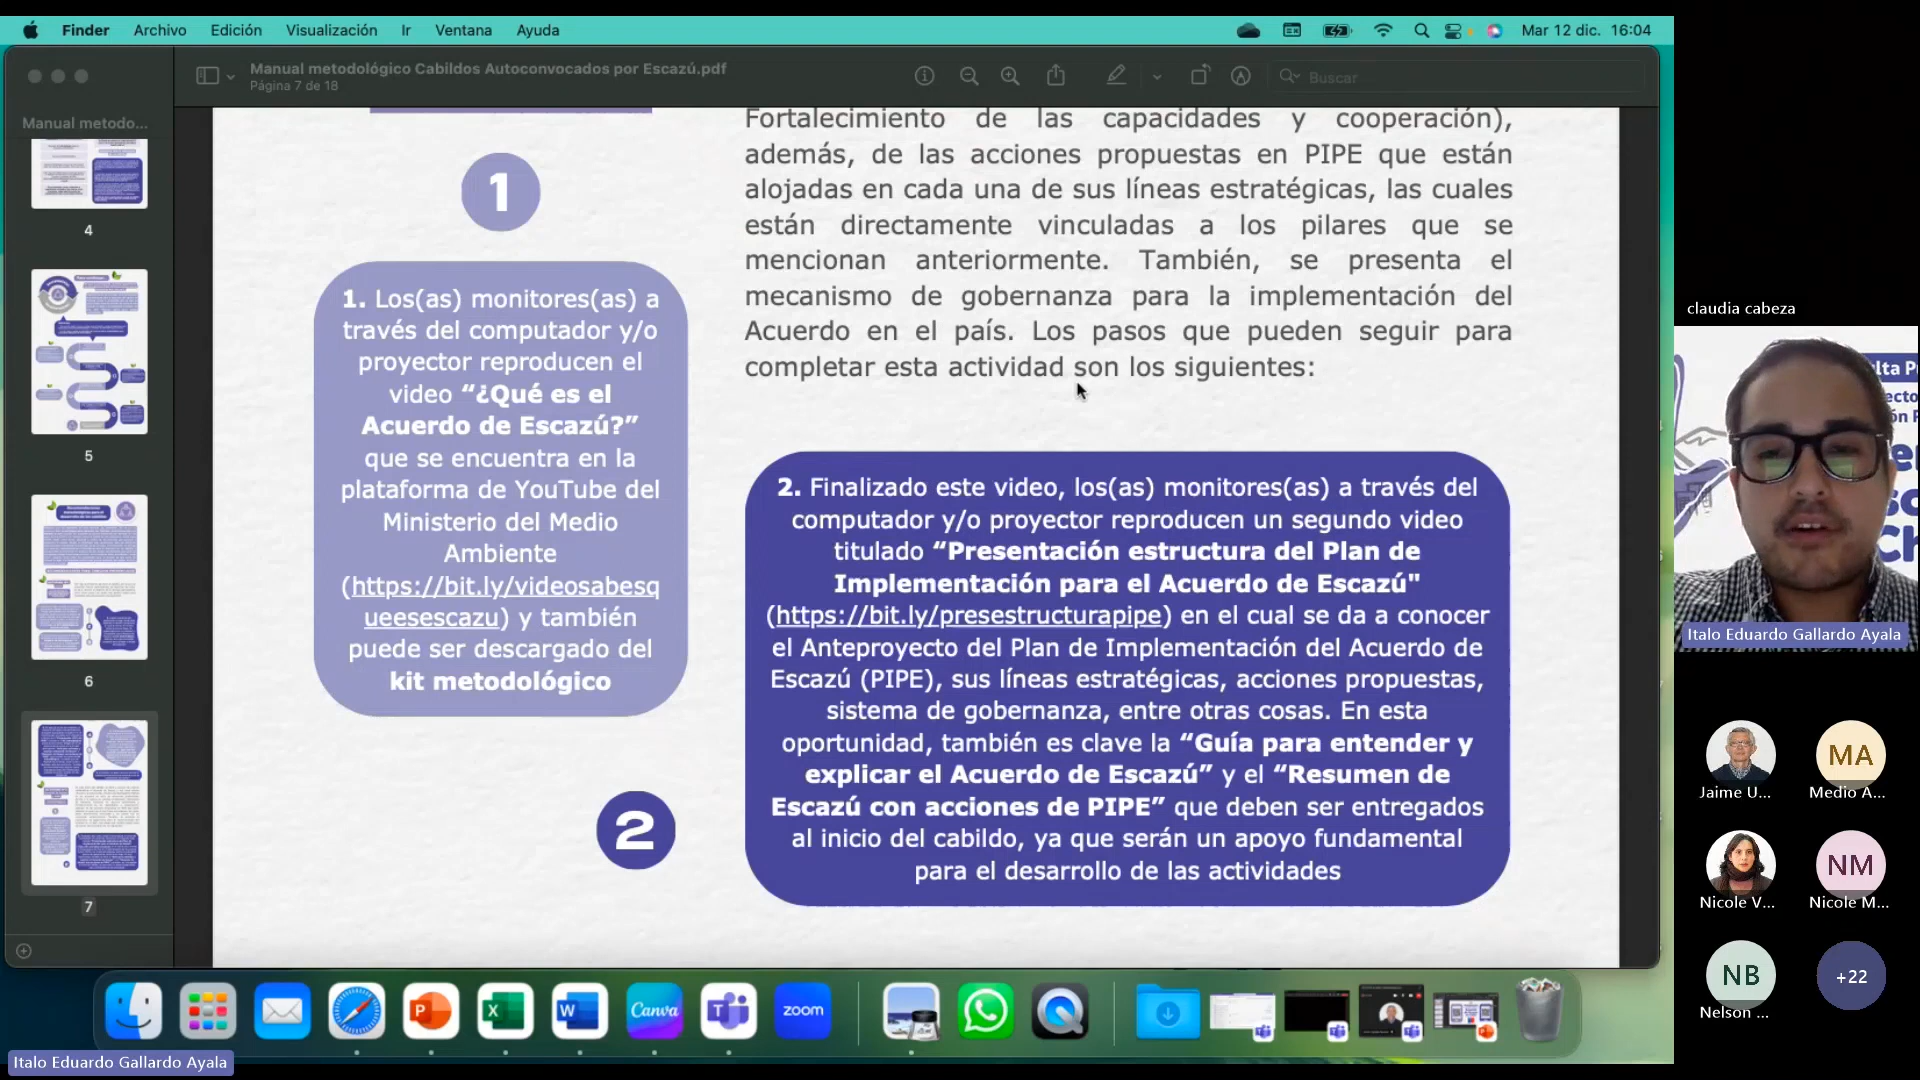 Finder Archivo Edición Visualización Ir Ventana Ayuda
Mar 12 dic. 16:04
Manual metodológico Cabildos Autoconvocados por Escazú.pdf
Página 7 de 18
Buscar
Manual metodo...
4
5
6
7
1
1. Los(as) monitores(as) a
través del computador y/o
proyector reproducen el
video “¿Qué es el
Acuerdo de Escazú?”
que se encuentra en la
plataforma de YouTube del
Ministerio del Medio
Ambiente
(https://bit.ly/videosabesq
ueesescazu) y también
puede ser descargado del
kit metodológico
Fortalecimiento de las capacidades y cooperación),
además, de las acciones propuestas en PIPE que están
alojadas en cada una de sus líneas estratégicas, las cuales
están directamente vinculadas a los pilares que se
mencionan anteriormente. También, se presenta el
mecanismo de gobernanza para la implementación del
Acuerdo en el país. Los pasos que pueden seguir para
completar esta actividad son los siguientes:
2
2. Finalizado este video, los(as) monitores(as) a través del
computador y/o proyector reproducen un segundo video
titulado “Presentación estructura del Plan de
Implementación para el Acuerdo de Escazú"
(https://bit.ly/presestructurapipe) en el cual se da a conocer
el Anteproyecto del Plan de Implementación del Acuerdo de
Escazú (PIPE), sus líneas estratégicas, acciones propuestas,
sistema de gobernanza, entre otras cosas. En esta
oportunidad, también es clave la “Guía para entender y
explicar el Acuerdo de Escazú” y el “Resumen de
Escazú con acciones de PIPE” que deben ser entregados
al inicio del cabildo, ya que serán un apoyo fundamental
para el desarrollo de las actividades
Canva
zoom
Italo Eduardo Gallardo Ayala
claudia cabeza
Italo Eduardo Gallardo Ayala
Jaime U...
MA
Medio A...
Nicole V...
NM
Nicole M...
NB
Nelson ...
+22